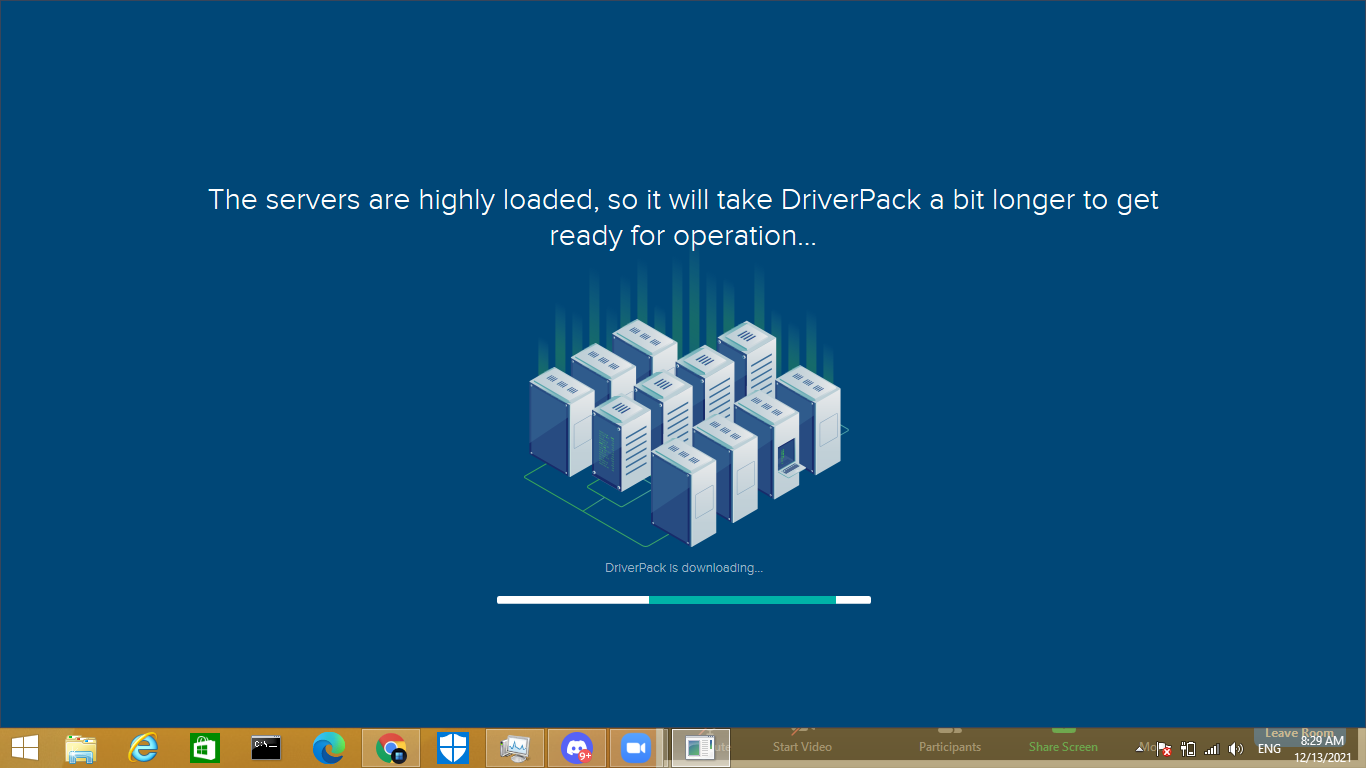 The servers are highly loaded, so it will take DriverPack a bit longer to get
ready for operation...
DriverPack is downloading...
C:\._
9+
Start Video
Participants
Share Screen
Leave Room
ENG
8:29 AM
12/13/2021